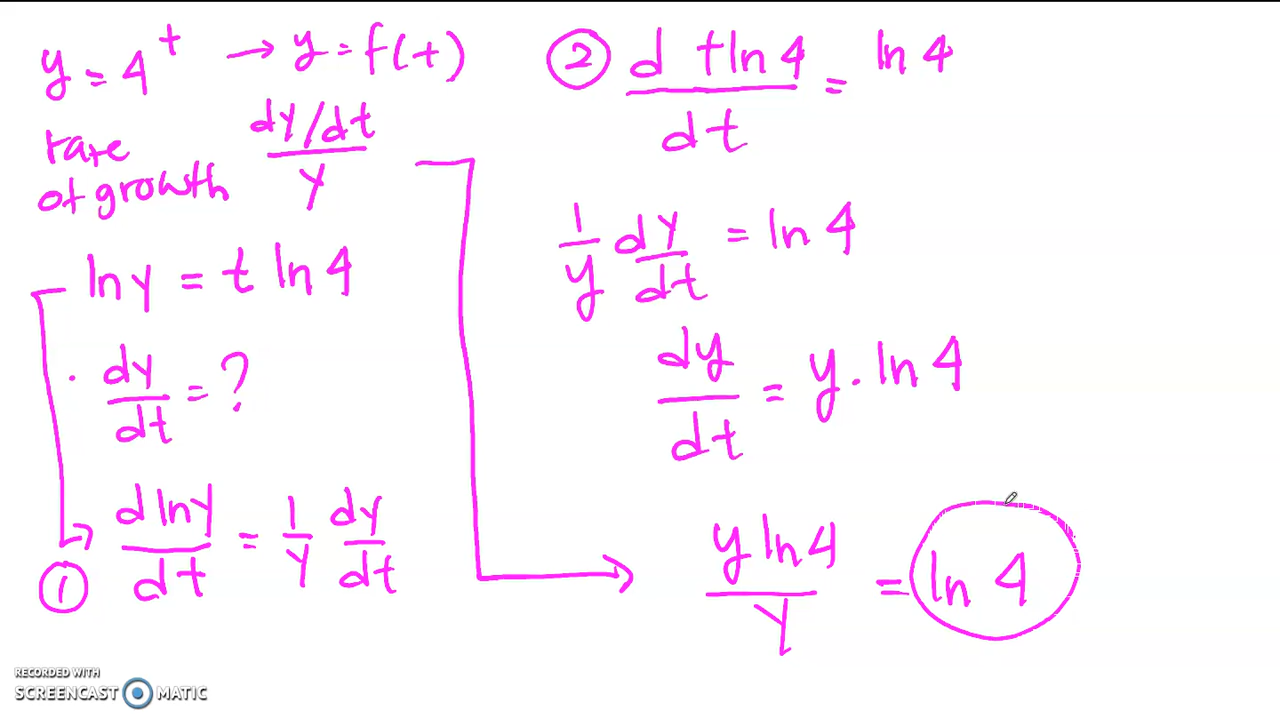 y = 4^t → y = f(t)
rate of growth (dy/dt)/y
ln y = t ln 4
· dy/dt = ?
① d ln y / dt = 1/y dy/dt
② d t ln 4 / dt = ln 4
1/y dy/dt = ln 4
dy/dt = y · ln 4
y ln 4 / y = ln 4
RECORDED WITH
SCREENCAST MATIC